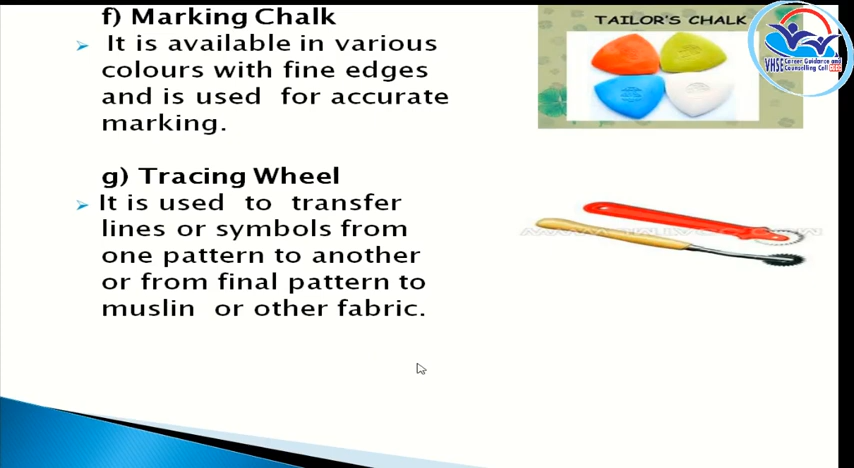 f) Marking Chalk
It is available in various
colours with fine edges
and is used for accurate
marking.
TAILOR'S CHALK
VHSE Career Guidance and
Counselling Cell
g) Tracing Wheel
It is used to transfer
lines or symbols from
one pattern to another
or from final pattern to
muslin or other fabric.